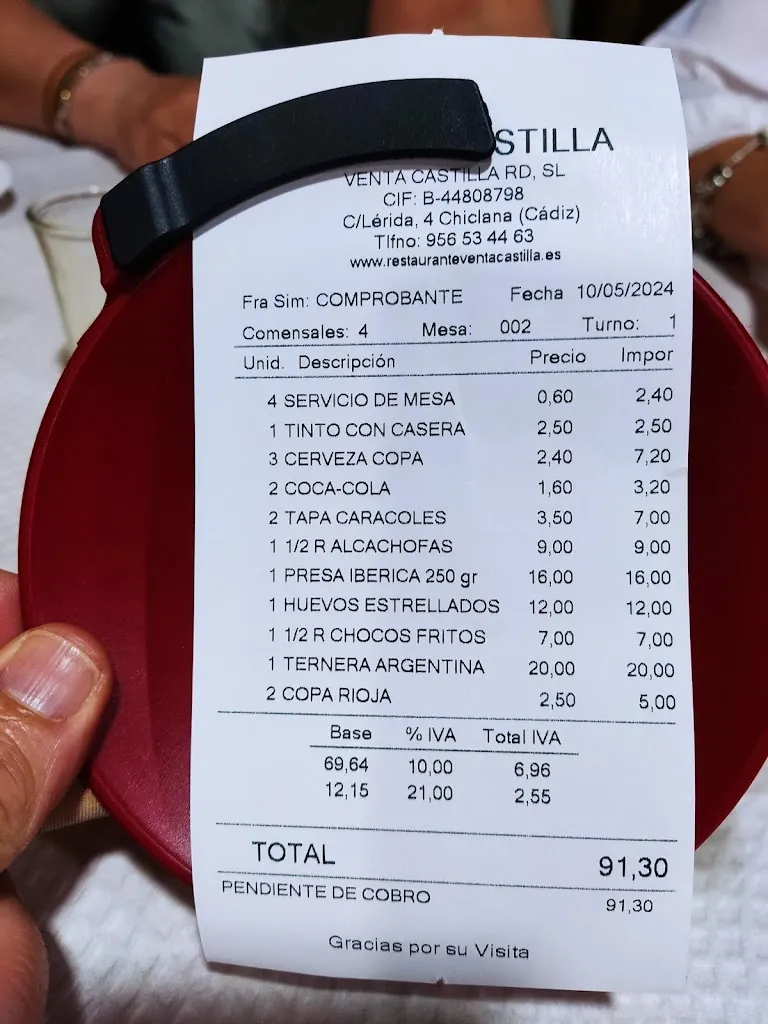 STILLA
VENTA CASTILLA RD, SL
CIF: B-44808798
C/Lérida, 4 Chiclana (Cádiz)
Tlfno: 956 53 44 63
www.restauranteventacastilla.es
Fra Sim: COMPROBANTE Fecha 10/05/2024
Comensales: 4 Mesa: 002 Turno: 1
Unid. Descripción Precio Impor
4 SERVICIO DE MESA 0,60 2,40
1 TINTO CON CASERA 2,50 2,50
3 CERVEZA COPA 2,40 7,20
2 COCA-COLA 1,60 3,20
2 TAPA CARACOLES 3,50 7,00
1 1/2 R ALCACHOFAS 9,00 9,00
1 PRESA IBERICA 250 gr 16,00 16,00
1 HUEVOS ESTRELLADOS 12,00 12,00
1 1/2 R CHOCOS FRITOS 7,00 7,00
1 TERNERA ARGENTINA 20,00 20,00
2 COPA RIOJA 2,50 5,00
Base % IVA Total IVA
69,64 10,00 6,96
12,15 21,00 2,55
TOTAL 91,30
PENDIENTE DE COBRO 91,30
Gracias por su Visita